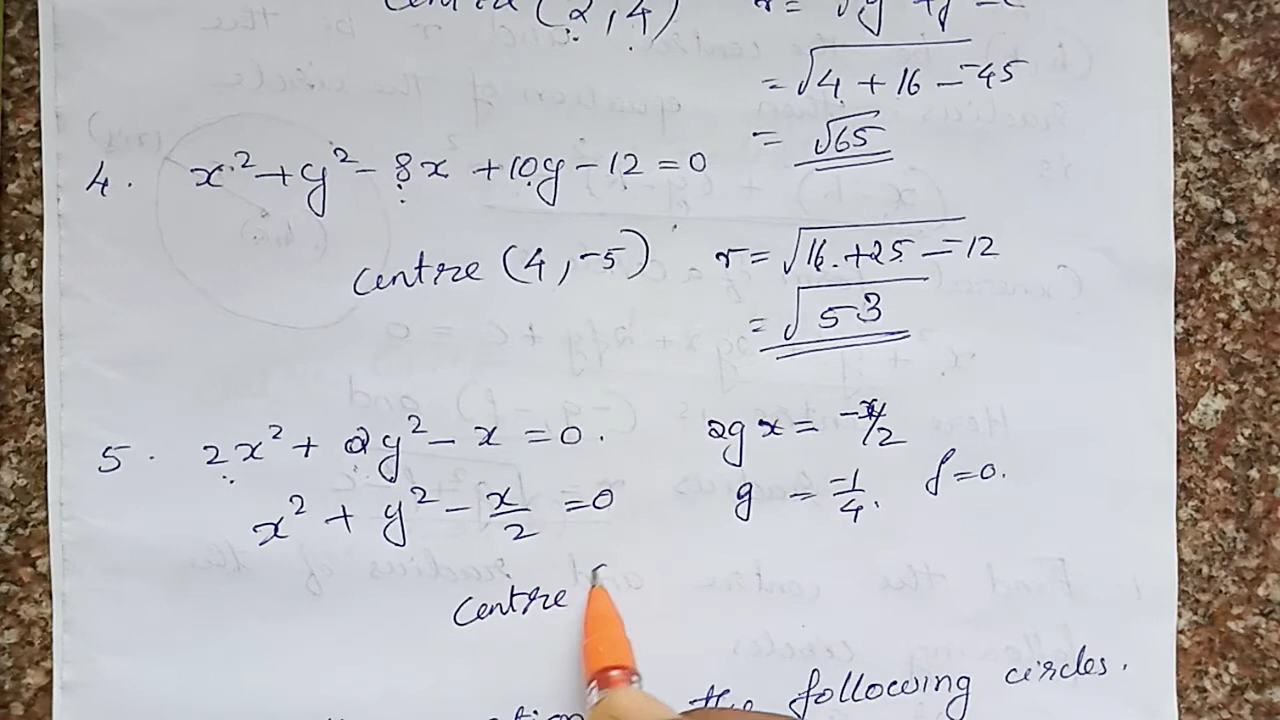 centre (2, 4)
= √4 + 16 - -45
= √65
4. x² + y² - 8x + 10y - 12 = 0
centre (4, -5) r = √16 + 25 - -12
= √53
5. 2x² + 2y² - x = 0. 2gx = -x/2
x² + y² - x/2 = 0 g = -1/4. f = 0.
centre (
the following circles.